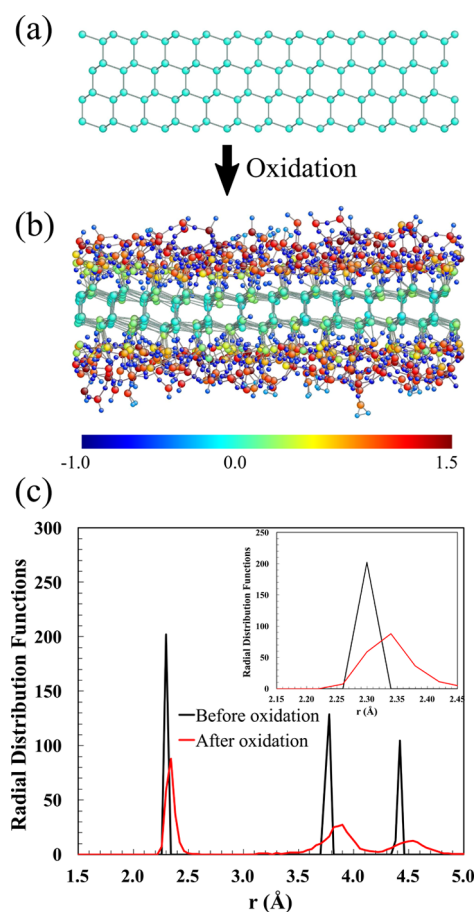 (a)
Oxidation
(b)
-1.0 0.0 1.5
(c)
300
250
200
150
100
50
0
Radial Distribution Functions
1.5 2.0 2.5 3.0 3.5 4.0 4.5 5.0
r (Å)
Before oxidation
After oxidation
250
200
150
100
50
0
Radial Distribution Functions
2.15 2.20 2.25 2.30 2.35 2.40 2.45
r (Å)